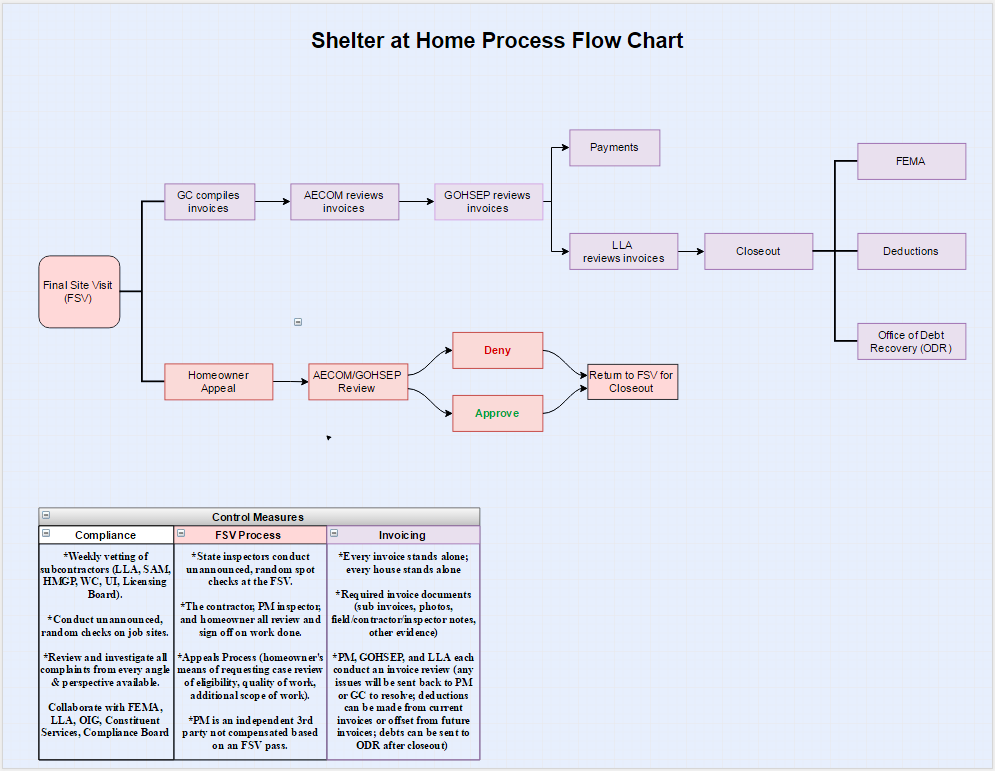 Shelter at Home Process Flow Chart
Payments
FEMA
GC compiles
invoices
AECOM reviews
invoices
GOHSEP reviews
invoices
LLA
reviews invoices
Closeout
Deductions
Final Site Visit
(FSV)
Office of Debt
Recovery (ODR)
Deny
Homeowner
Appeal
AECOM/GOHSEP
Review
Return to FSV for
Closeout
Approve
Control Measures
Compliance
*Weekly vetting of
subcontractors (LLA, SAM,
HMGP, WC, UI, Licensing
Board).
*Conduct unannounced,
random checks on job sites.
*Review and investigate all
complaints from every angle
& perspective available.
Collaborate with FEMA,
LLA, OIG, Constituent
Services, Compliance Board
FSV Process
*State inspectors conduct
unannounced, random spot
checks at the FSV.
*The contractor, PM inspector,
and homeowner all review and
sign off on work done.
*Appeals Process (homeowner's
means of requesting case review
of eligibility, quality of work,
additional scope of work).
*PM is an independent 3rd
party not compensated based
on an FSV pass.
Invoicing
*Every invoice stands alone;
every house stands alone
*Required invoice documents
(sub invoices, photos,
field/contractor/inspector notes,
other evidence)
*PM, GOHSEP, and LLA each
conduct an invoice review (any
issues will be sent back to PM
or GC to resolve; deductions
can be made from current
invoices or offset from future
invoices; debts can be sent to
ODR after closeout)